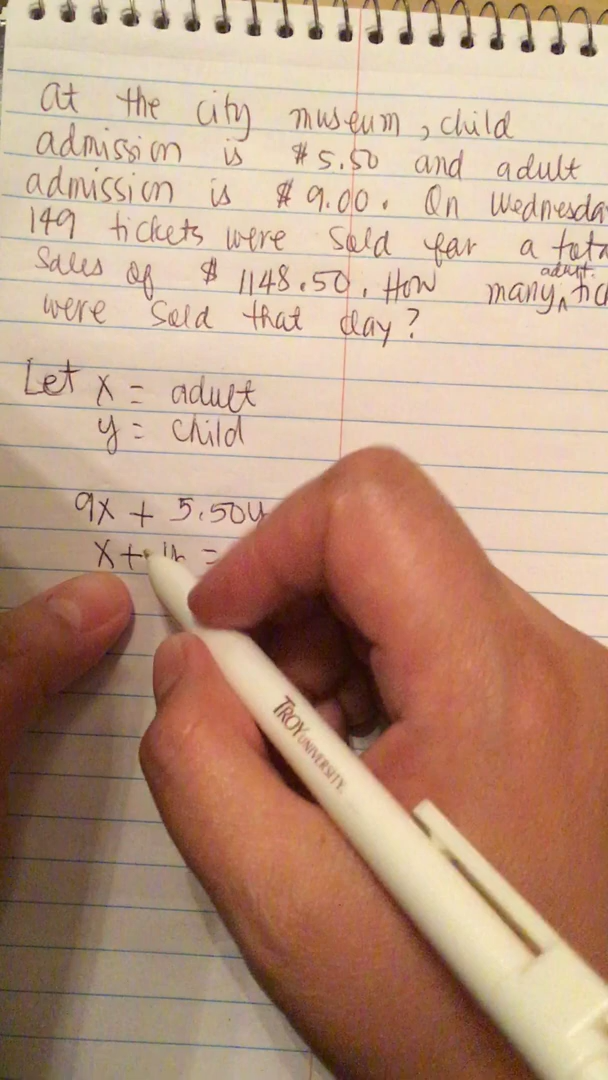 at the city museum, child
admission is $5.50 and adult
admission is $9.00. On Wednesda
149 tickets were sold for a tota
Sales of $1148.50. How many adult tic
were sold that day?
Let x = adult
y = child
9x + 5.50y
x + y =
TROY UNIVERSITY.